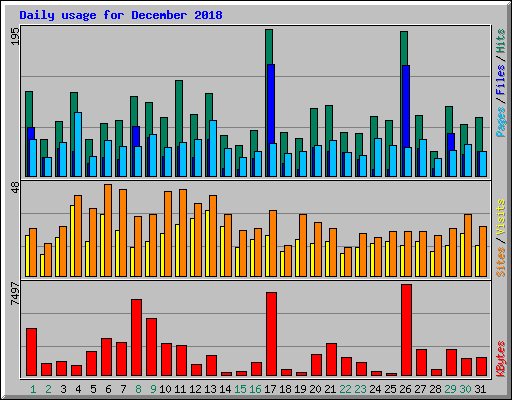 Daily usage for December 2018
195
Pages / Files / Hits
48
Sites / Visits
7497
KBytes
1 2 3 4 5 6 7 8 9 10 11 12 13 14 15 16 17 18 19 20 21 22 23 24 25 26 27 28 29 30 31